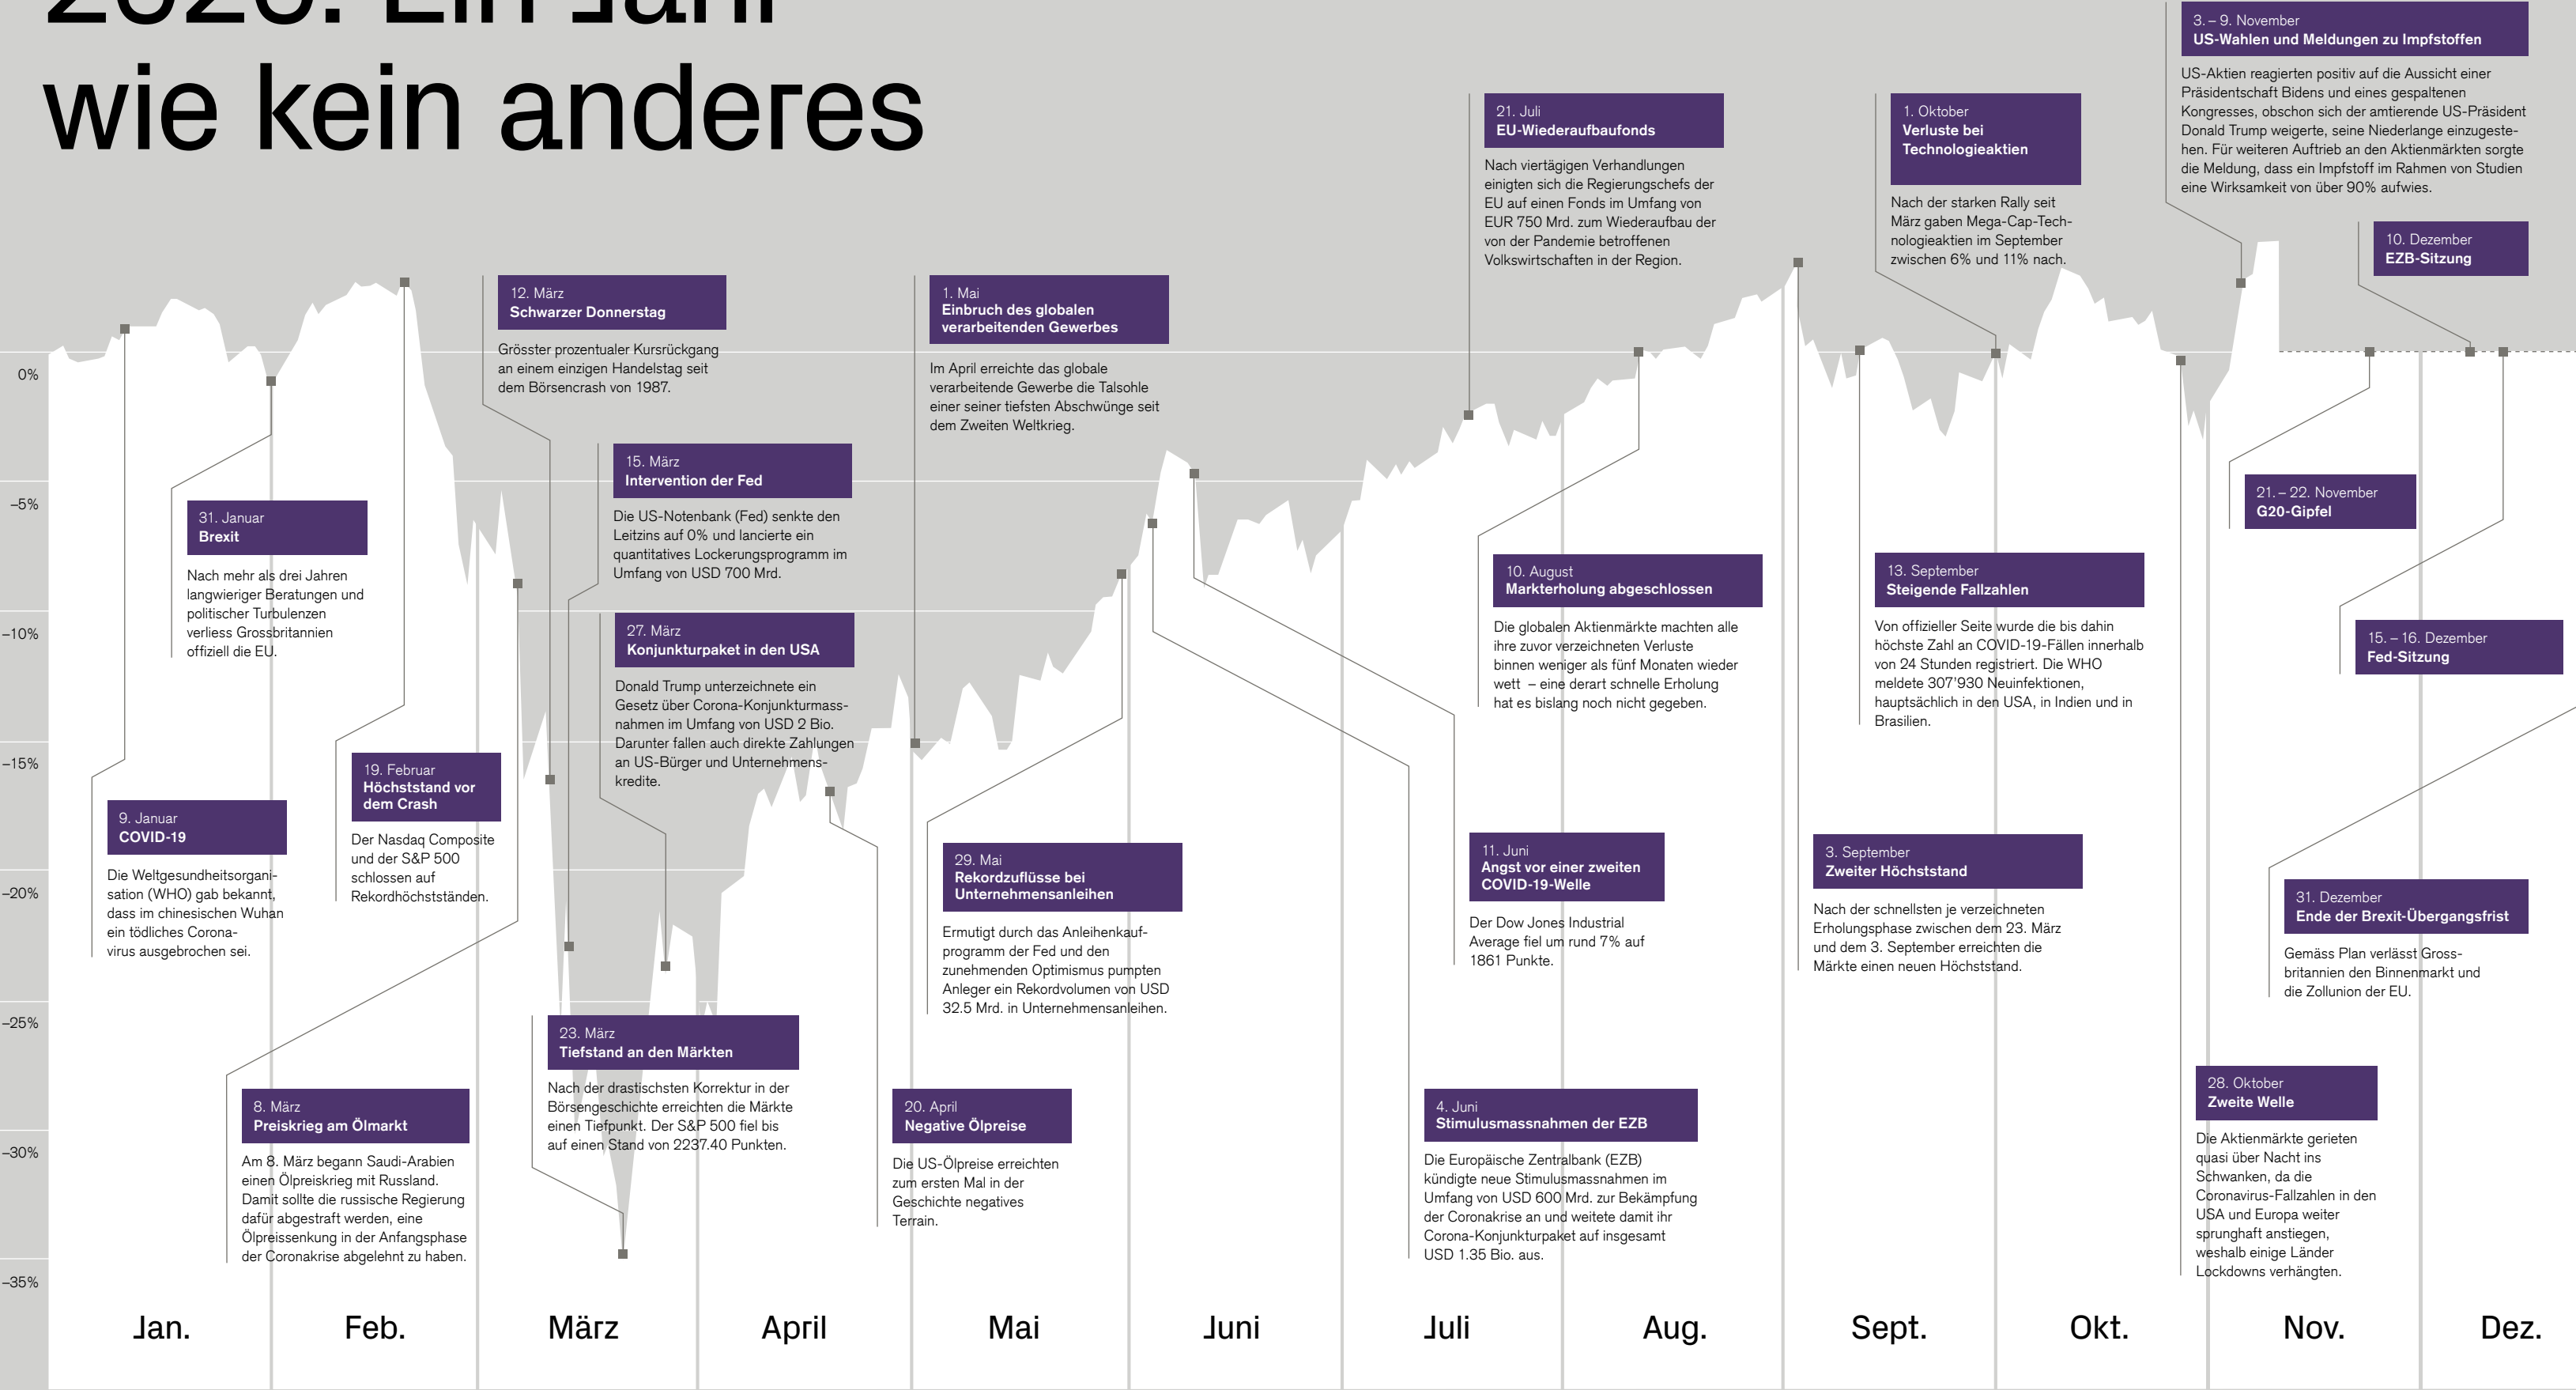 2020: Ein Jahr
wie kein anderes
3. – 9. November
US-Wahlen und Meldungen zu Impfstoffen
US-Aktien reagierten positiv auf die Aussicht einer
Präsidentschaft Bidens und eines gespaltenen
Kongresses, obschon sich der amtierende US-Präsident
Donald Trump weigerte, seine Niederlange einzugeste-
hen. Für weiteren Auftrieb an den Aktienmärkten sorgte
die Meldung, dass ein Impfstoff im Rahmen von Studien
eine Wirksamkeit von über 90% aufwies.
21. Juli
EU-Wiederaufbaufonds
Nach viertägigen Verhandlungen
einigten sich die Regierungschefs der
EU auf einen Fonds im Umfang von
EUR 750 Mrd. zum Wiederaufbau der
von der Pandemie betroffenen
Volkswirtschaften in der Region.
1. Oktober
Verluste bei
Technologieaktien
Nach der starken Rally seit
März gaben Mega-Cap-Tech-
nologieaktien im September
zwischen 6% und 11% nach.
10. Dezember
EZB-Sitzung
12. März
Schwarzer Donnerstag
Grösster prozentualer Kursrückgang
an einem einzigen Handelstag seit
dem Börsencrash von 1987.
1. Mai
Einbruch des globalen
verarbeitenden Gewerbes
Im April erreichte das globale
verarbeitende Gewerbe die Talsohle
einer seiner tiefsten Abschwünge seit
dem Zweiten Weltkrieg.
15. März
Intervention der Fed
Die US-Notenbank (Fed) senkte den
Leitzins auf 0% und lancierte ein
quantitatives Lockerungsprogramm im
Umfang von USD 700 Mrd.
31. Januar
Brexit
Nach mehr als drei Jahren
langwieriger Beratungen und
politischer Turbulenzen
verliess Grossbritannien
offiziell die EU.
27. März
Konjunkturpaket in den USA
Donald Trump unterzeichnete ein
Gesetz über Corona-Konjunkturmass-
nahmen im Umfang von USD 2 Bio.
Darunter fallen auch direkte Zahlungen
an US-Bürger und Unternehmens-
kredite.
10. August
Markterholung abgeschlossen
Die globalen Aktienmärkte machten alle
ihre zuvor verzeichneten Verluste
binnen weniger als fünf Monaten wieder
wett – eine derart schnelle Erholung
hat es bislang noch nicht gegeben.
13. September
Steigende Fallzahlen
Von offizieller Seite wurde die bis dahin
höchste Zahl an COVID-19-Fällen innerhalb
von 24 Stunden registriert. Die WHO
meldete 307'930 Neuinfektionen,
hauptsächlich in den USA, in Indien und in
Brasilien.
21. – 22. November
G20-Gipfel
15. – 16. Dezember
Fed-Sitzung
9. Januar
COVID-19
Die Weltgesundheitsorgani-
sation (WHO) gab bekannt,
dass im chinesischen Wuhan
ein tödliches Corona-
virus ausgebrochen sei.
19. Februar
Höchststand vor
dem Crash
Der Nasdaq Composite
und der S&P 500
schlossen auf
Rekordhöchstständen.
29. Mai
Rekordzuflüsse bei
Unternehmensanleihen
Ermutigt durch das Anleihenkauf-
programm der Fed und den
zunehmenden Optimismus pumpten
Anleger ein Rekordvolumen von USD
32.5 Mrd. in Unternehmensanleihen.
11. Juni
Angst vor einer zweiten
COVID-19-Welle
Der Dow Jones Industrial
Average fiel um rund 7% auf
1861 Punkte.
3. September
Zweiter Höchststand
Nach der schnellsten je verzeichneten
Erholungsphase zwischen dem 23. März
und dem 3. September erreichten die
Märkte einen neuen Höchststand.
31. Dezember
Ende der Brexit-Übergangsfrist
Gemäss Plan verlässt Gross-
britannien den Binnenmarkt und
die Zollunion der EU.
8. März
Preiskrieg am Ölmarkt
Am 8. März begann Saudi-Arabien
einen Ölpreiskrieg mit Russland.
Damit sollte die russische Regierung
dafür abgestraft werden, eine
Ölpreissenkung in der Anfangsphase
der Coronakrise abgelehnt zu haben.
23. März
Tiefstand an den Märkten
Nach der drastischsten Korrektur in der
Börsengeschichte erreichten die Märkte
einen Tiefpunkt. Der S&P 500 fiel bis
auf einen Stand von 2237.40 Punkten.
20. April
Negative Ölpreise
Die US-Ölpreise erreichten
zum ersten Mal in der
Geschichte negatives
Terrain.
4. Juni
Stimulusmassnahmen der EZB
Die Europäische Zentralbank (EZB)
kündigte neue Stimulusmassnahmen im
Umfang von USD 600 Mrd. zur Bekämpfung
der Coronakrise an und weitete damit ihr
Corona-Konjunkturpaket auf insgesamt
USD 1.35 Bio. aus.
28. Oktober
Zweite Welle
Die Aktienmärkte gerieten
quasi über Nacht ins
Schwanken, da die
Coronavirus-Fallzahlen in den
USA und Europa weiter
sprunghaft anstiegen,
weshalb einige Länder
Lockdowns verhängten.
0%
–5%
–10%
–15%
–20%
–25%
–30%
–35%
Jan.
Feb.
März
April
Mai
Juni
Juli
Aug.
Sept.
Okt.
Nov.
Dez.